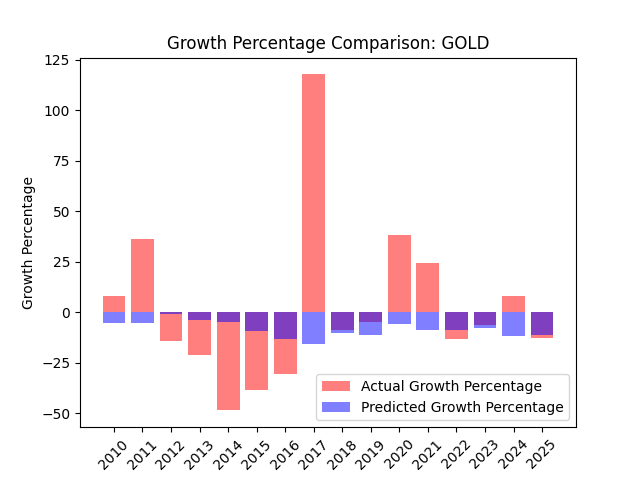 Growth Percentage Comparison: GOLD
125
100
75
50
25
0
−25
−50
Growth Percentage
Actual Growth Percentage
Predicted Growth Percentage
2010 2011 2012 2013 2014 2015 2016 2017 2018 2019 2020 2021 2022 2023 2024 2025